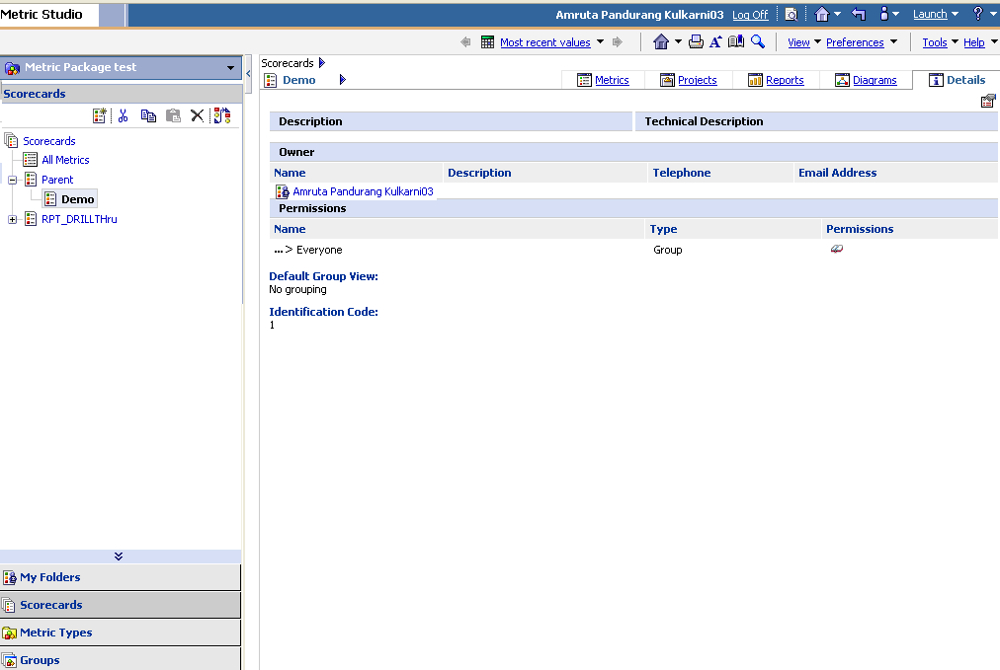 Metric Studio
Amruta Pandurang Kulkarni03 Log Off Launch ?
Most recent values View Preferences Tools Help
Metric Package test
Scorecards
Scorecards
All Metrics
Parent
Demo
RPT_DRILLTHru
My Folders
Scorecards
Metric Types
Groups
Scorecards
Demo
Metrics Projects Reports Diagrams Details
Description Technical Description
Owner
Name Description Telephone Email Address
Amruta Pandurang Kulkarni03
Permissions
Name Type Permissions
... > Everyone Group
Default Group View:
No grouping
Identification Code:
1